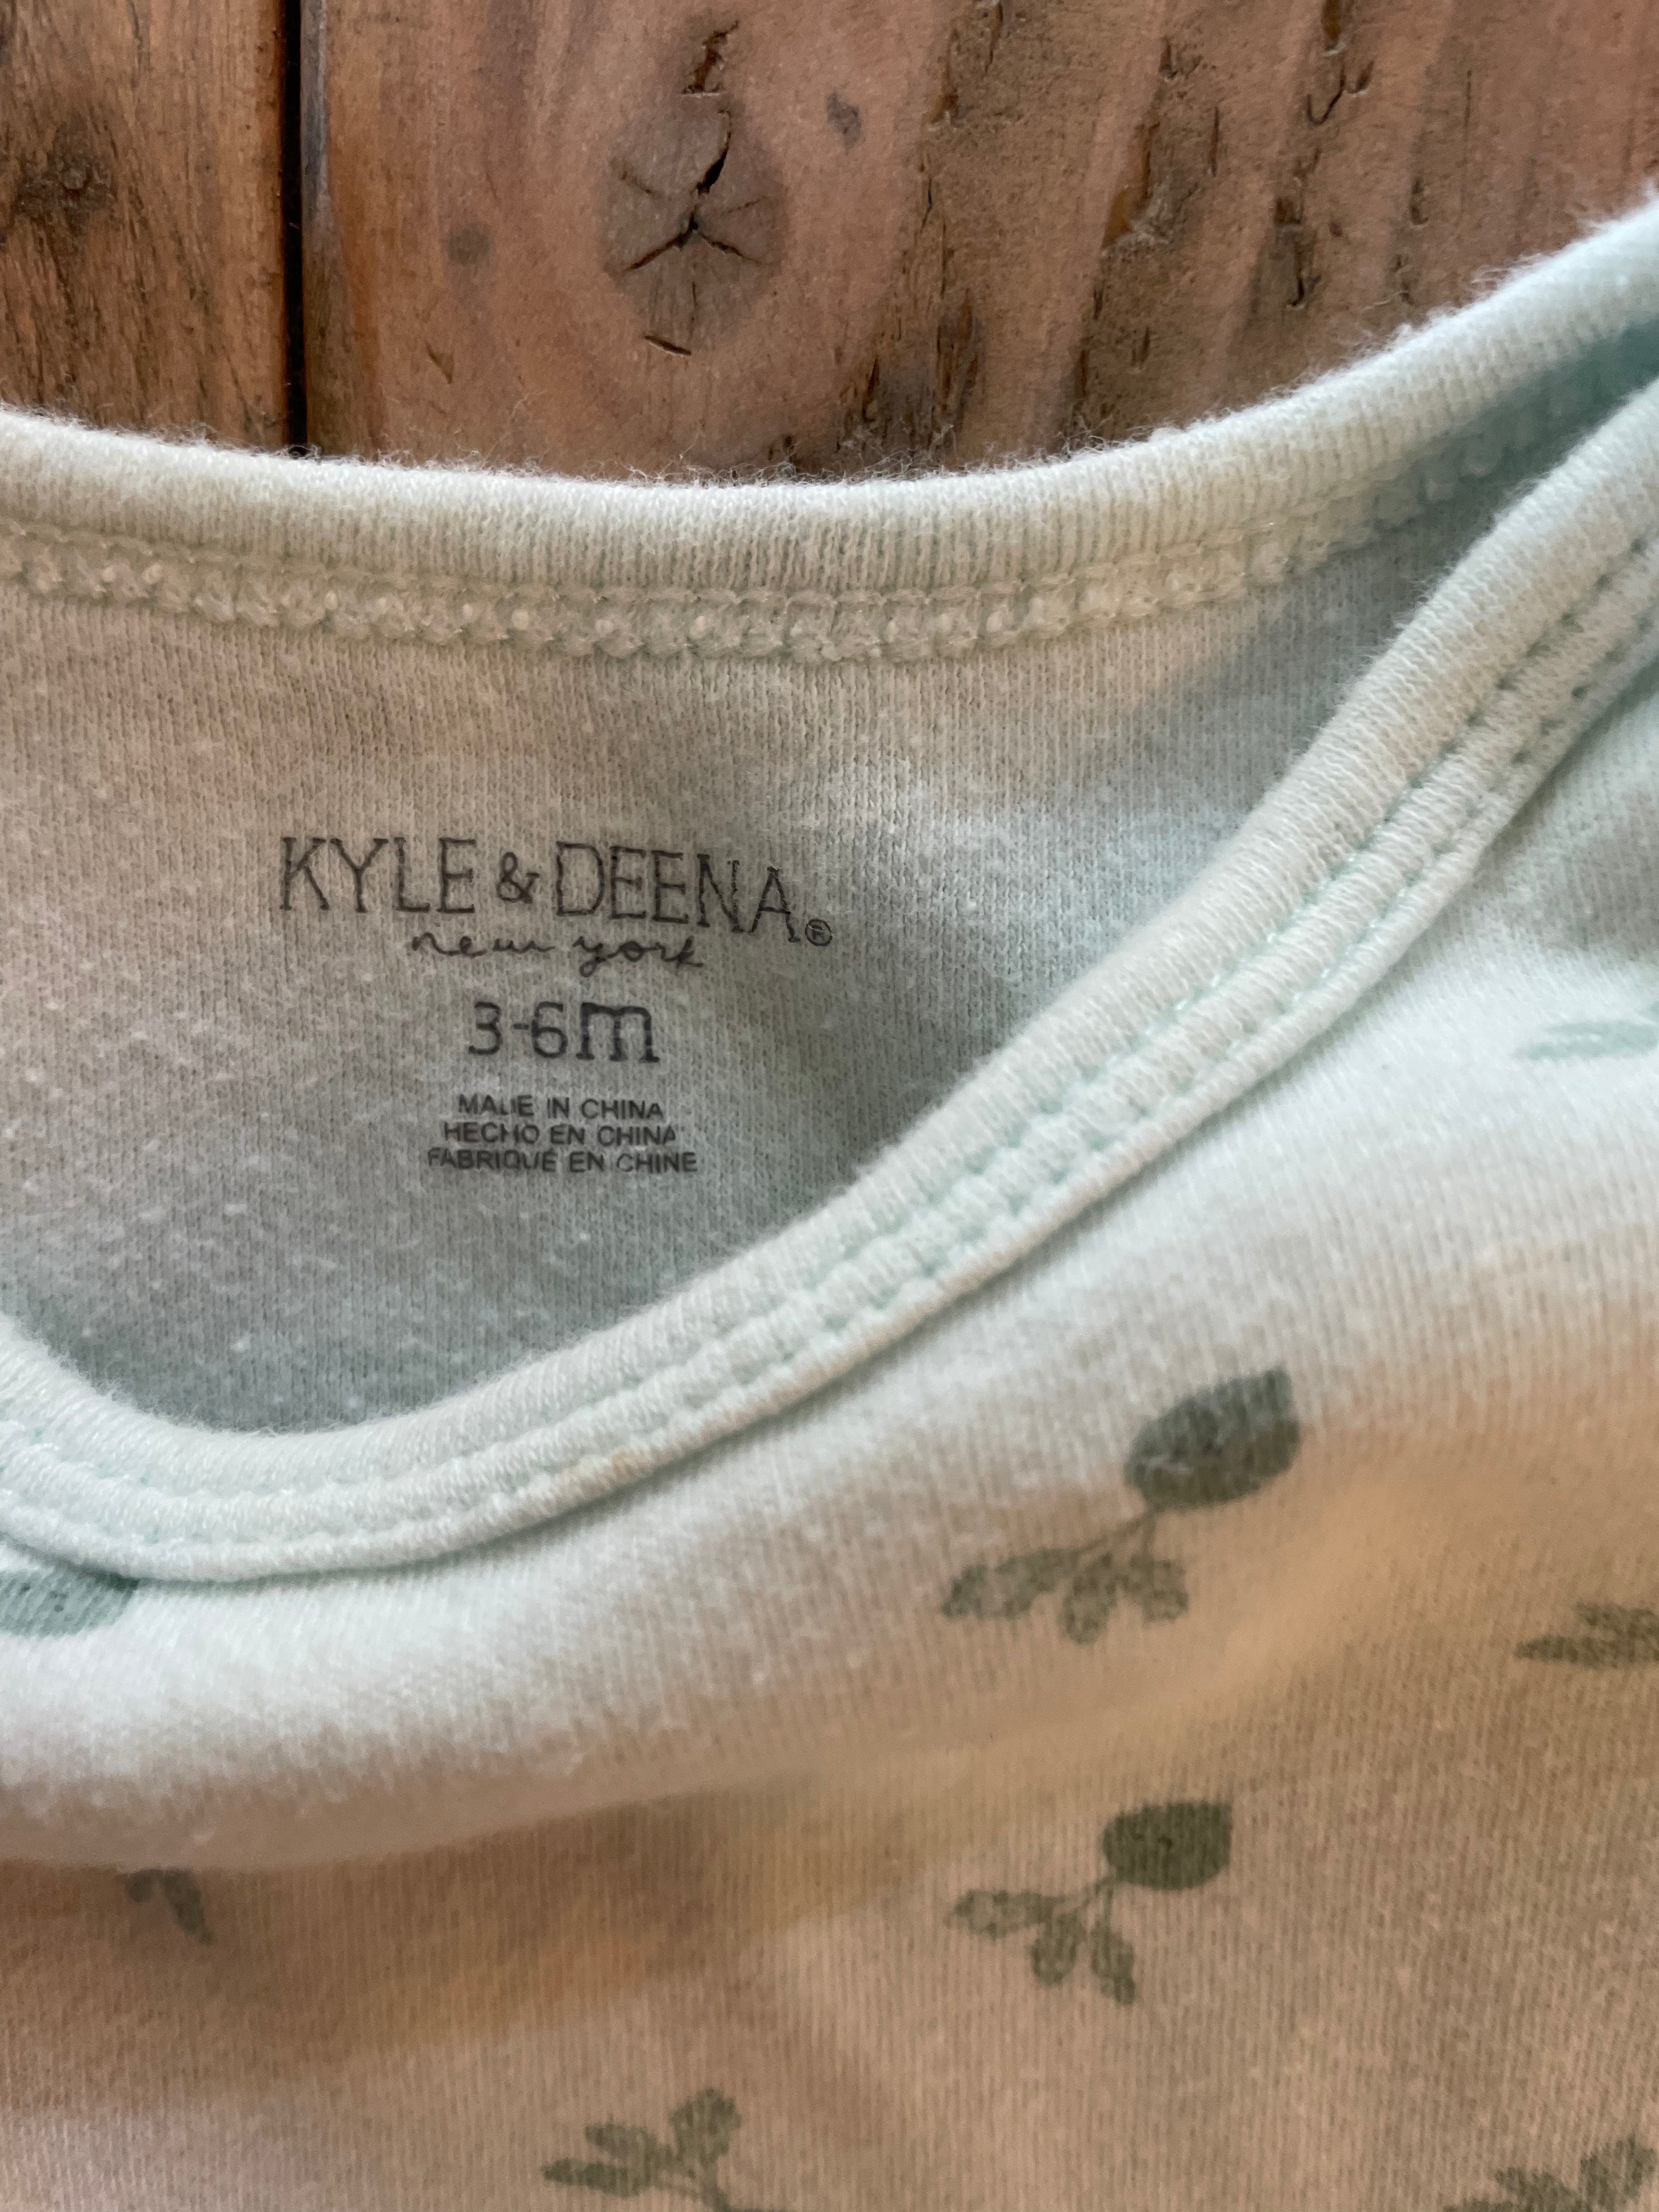 KYLE & DEENA®
new york
3-6m
MADE IN CHINA
HECHO EN CHINA
FABRIQUÉ EN CHINE